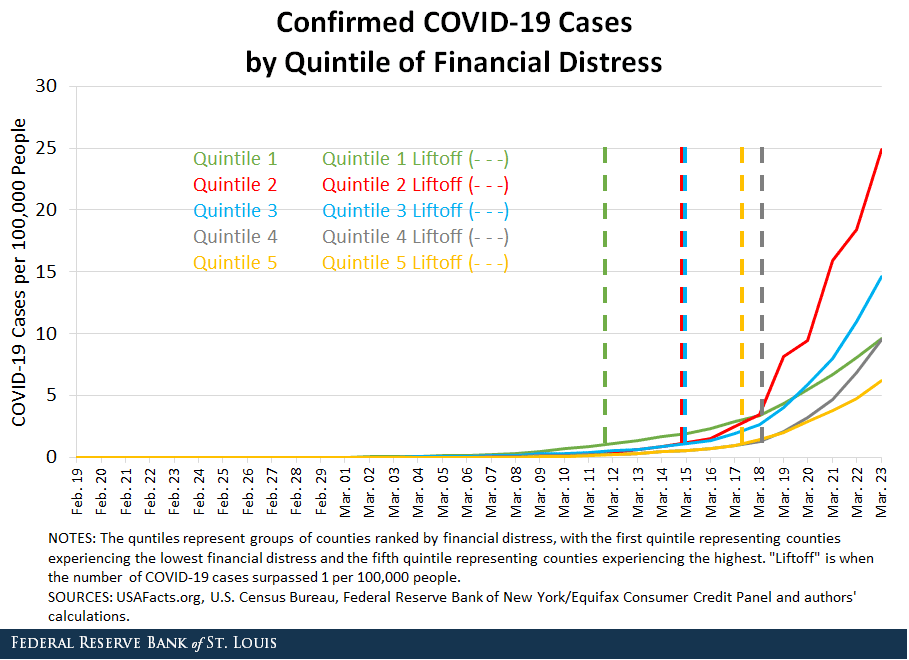 Confirmed COVID-19 Cases
by Quintile of Financial Distress
COVID-19 Cases per 100,000 People
30
25
20
15
10
5
0
Quintile 1 Quintile 1 Liftoff (- - -)
Quintile 2 Quintile 2 Liftoff (- - -)
Quintile 3 Quintile 3 Liftoff (- - -)
Quintile 4 Quintile 4 Liftoff (- - -)
Quintile 5 Quintile 5 Liftoff (- - -)
Feb. 19
Feb. 20
Feb. 21
Feb. 22
Feb. 23
Feb. 24
Feb. 25
Feb. 26
Feb. 27
Feb. 28
Feb. 29
Mar. 01
Mar. 02
Mar. 03
Mar. 04
Mar. 05
Mar. 06
Mar. 07
Mar. 08
Mar. 09
Mar. 10
Mar. 11
Mar. 12
Mar. 13
Mar. 14
Mar. 15
Mar. 16
Mar. 17
Mar. 18
Mar. 19
Mar. 20
Mar. 21
Mar. 22
Mar. 23
NOTES: The quntiles represent groups of counties ranked by financial distress, with the first quintile representing counties
experiencing the lowest financial distress and the fifth quintile representing counties experiencing the highest. "Liftoff" is when
the number of COVID-19 cases surpassed 1 per 100,000 people.
SOURCES: USAFacts.org, U.S. Census Bureau, Federal Reserve Bank of New York/Equifax Consumer Credit Panel and authors'
calculations.
FEDERAL RESERVE BANK of ST. LOUIS